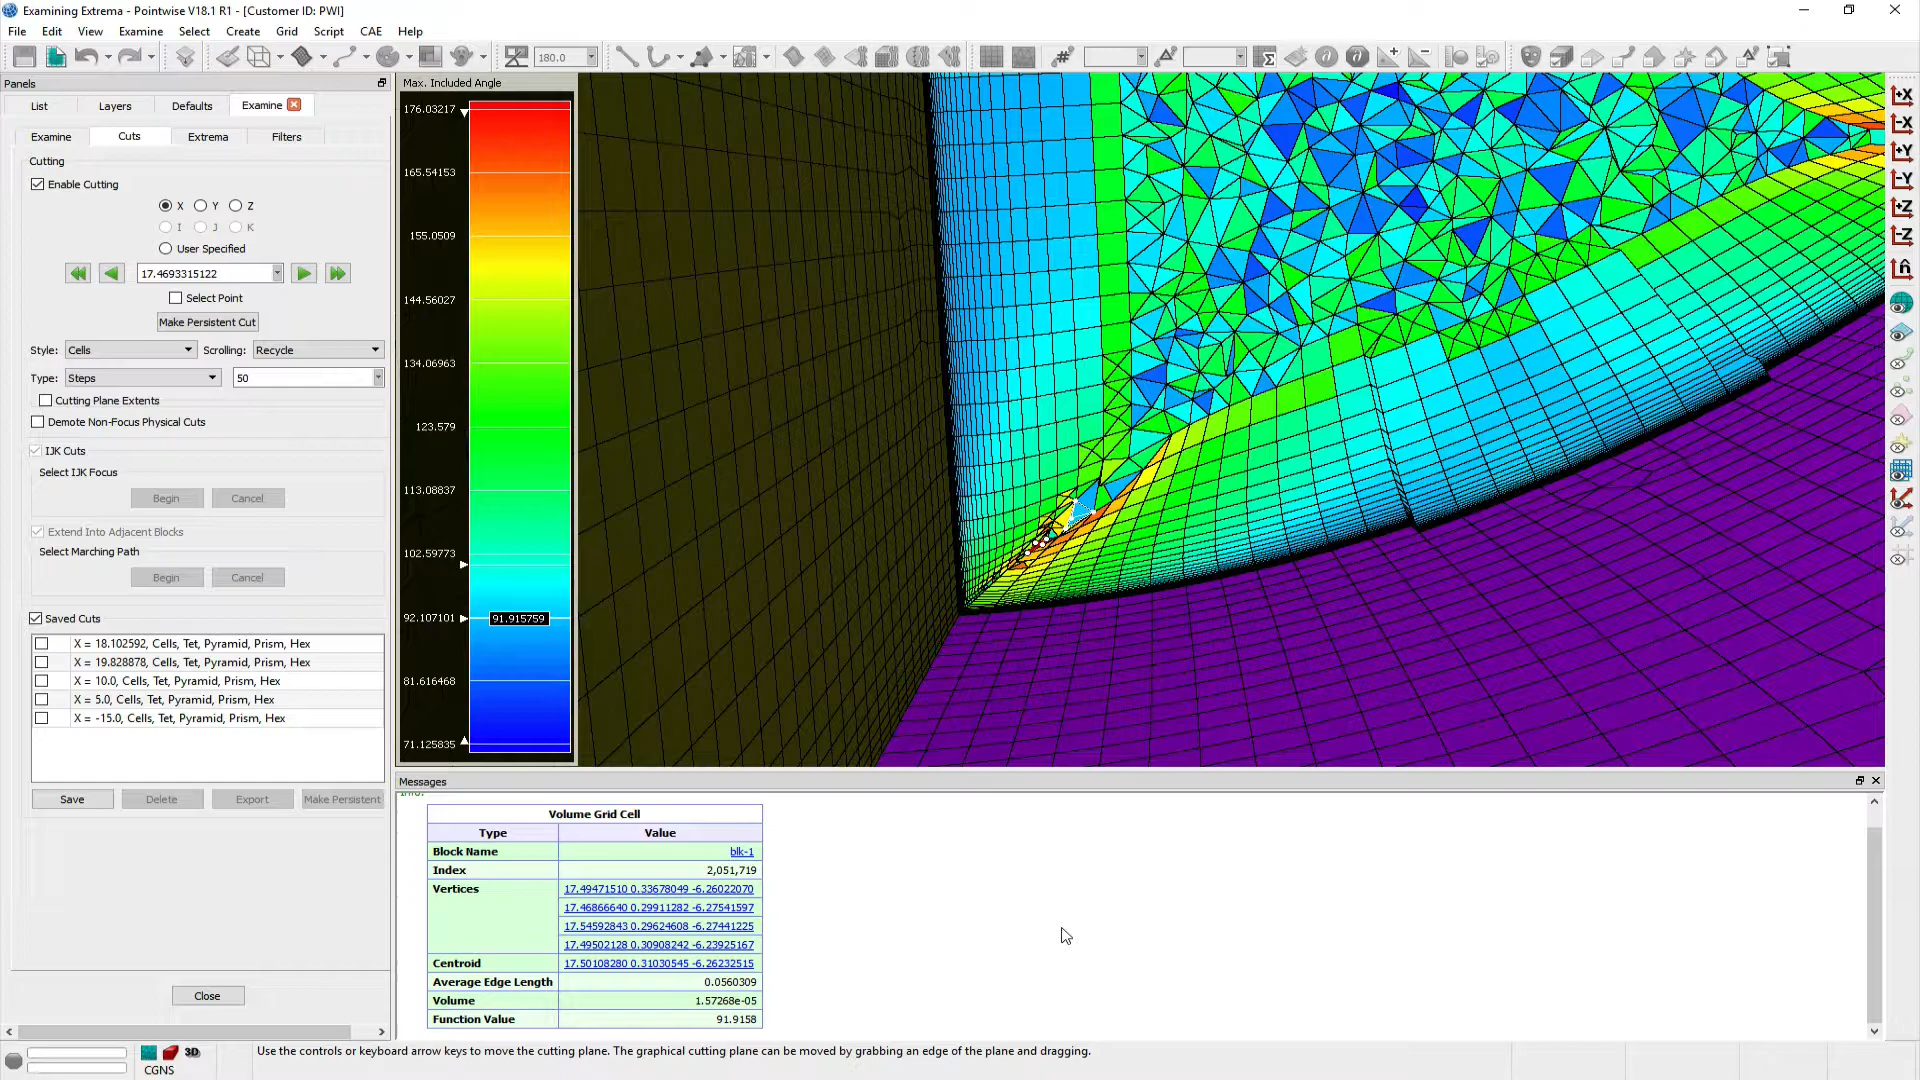 Examining Extrema - Pointwise V18.1 R1 - [Customer ID: PWI]
File Edit View Examine Select Create Grid Script CAE Help
180.0
Panels
List Layers Defaults Examine
Examine Cuts Extrema Filters
Cutting
Enable Cutting
X Y Z
I J K
User Specified
17.4693315122
Select Point
Make Persistent Cut
Style: Cells Scrolling: Recycle
Type: Steps 50
Cutting Plane Extents
Demote Non-Focus Physical Cuts
IJK Cuts
Select IJK Focus
Begin Cancel
Extend Into Adjacent Blocks
Select Marching Path
Begin Cancel
Saved Cuts
X = 18.102592, Cells, Tet, Pyramid, Prism, Hex
X = 19.828878, Cells, Tet, Pyramid, Prism, Hex
X = 10.0, Cells, Tet, Pyramid, Prism, Hex
X = 5.0, Cells, Tet, Pyramid, Prism, Hex
X = -15.0, Cells, Tet, Pyramid, Prism, Hex
Save Delete Export Make Persistent
Close
Max. Included Angle
176.03217
165.54153
155.0509
144.56027
134.06963
123.579
113.08837
102.59773
92.107101
91.915759
81.616468
71.125835
+X
-X
+Y
-Y
+Z
-Z
n̂
Messages
Info:
Volume Grid Cell
Type Value
Block Name blk-1
Index 2,051,719
Vertices 17.49471510 0.33678049 -6.26022070
17.46866640 0.29911282 -6.27541597
17.54592843 0.29624608 -6.27441225
17.49502128 0.30908242 -6.23925167
Centroid 17.50108280 0.31030545 -6.26232515
Average Edge Length 0.0560309
Volume 1.57268e-05
Function Value 91.9158
3D
CGNS
Use the controls or keyboard arrow keys to move the cutting plane. The graphical cutting plane can be moved by grabbing an edge of the plane and dragging.